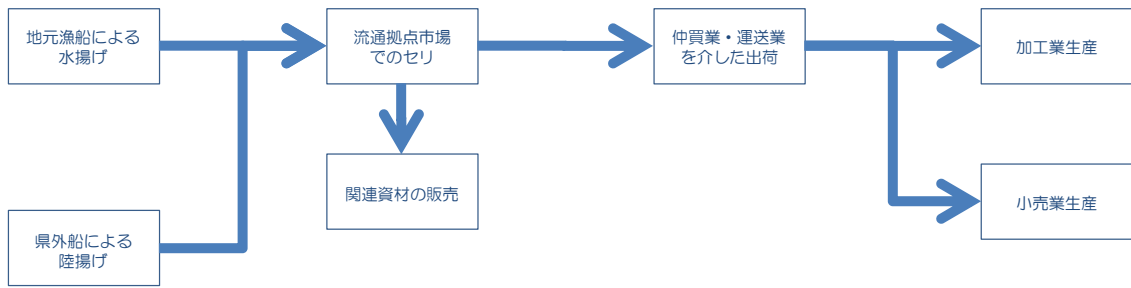 地元漁船による
水揚げ
流通拠点市場
でのセリ
仲買業・運送業
を介した出荷
加工業生産
関連資材の販売
小売業生産
県外船による
陸揚げ